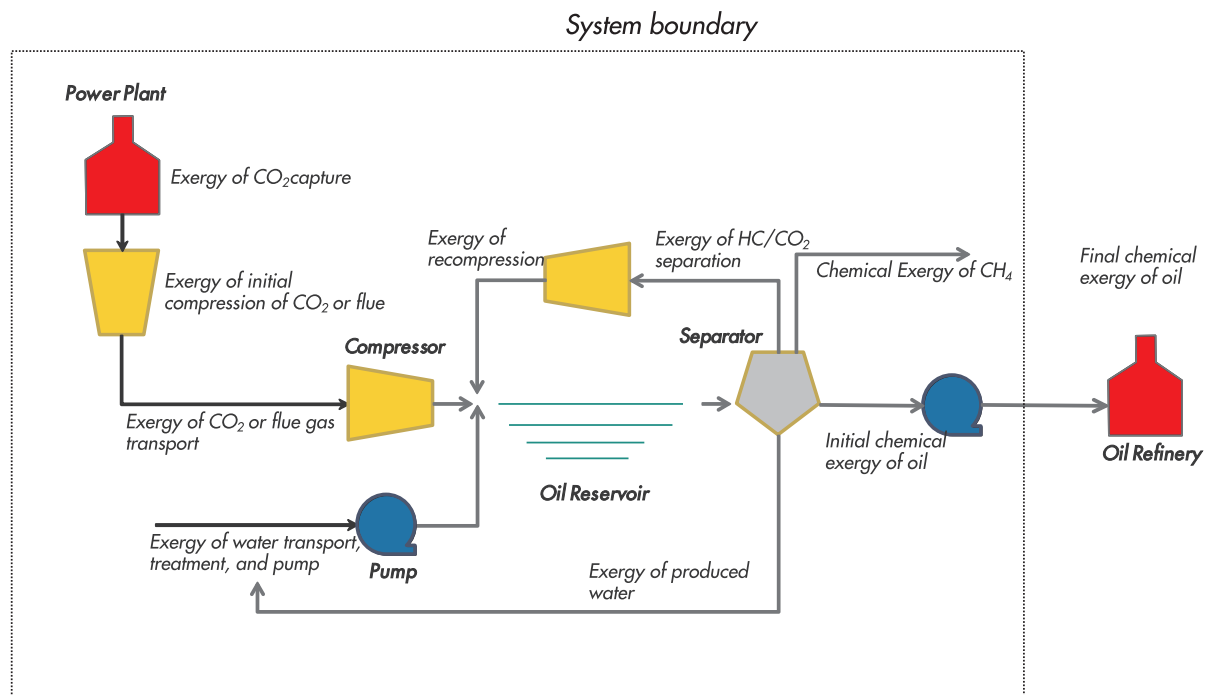 System boundary
Power Plant
Exergy of CO₂capture
Exergy of initial
compression of CO₂ or flue
Exergy of
recompression
Exergy of HC/CO₂
separation
Chemical Exergy of CH₄
Final chemical
exergy of oil
Compressor
Separator
Exergy of CO₂ or flue gas
transport
Initial chemical
exergy of oil
Oil Refinery
Oil Reservoir
Exergy of water transport,
treatment, and pump
Pump
Exergy of produced
water